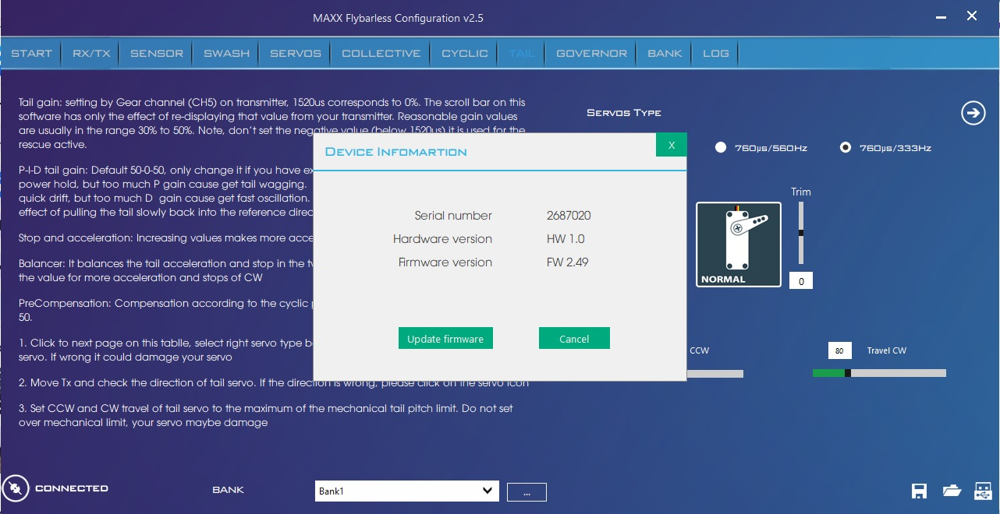 MAXX Flybarless Configuration v2.5
START RX/TX SENSOR SWASH SERVOS COLLECTIVE CYCLIC TAIL GOVERNOR BANK LOG
Tail gain: setting by Gear channel (CH5) on transmitter, 1520us corresponds to 0%. The scroll bar on this
software has only the effect of re-displaying that value from your transmitter. Reasonable gain values
are usually in the range 30% to 50%. Note, don't set the negative value (below 1520us) it is used for the
rescue active.
P-I-D tail gain: Default 50-0-50, only change it if you have ex
power hold, but too much P gain cause get tail wagging.
quick drift, but too much D gain cause get fast oscillation.
effect of pulling the tail slowly back into the reference direc
Stop and acceleration: Increasing values makes more acce
Balancer: It balances the tail acceleration and stop in the tw
the value for more acceleration and stops of CW
PreCompensation: Compensation according to the cyclic p
50.
1. Click to next page on this tablle, select right servo type be
servo. If wrong it could damage your servo
2. Move Tx and check the direction of tail servo. If the direction is wrong, please click on the servo icon
3. Set CCW and CW travel of tail servo to the maximum of the mechanical tail pitch limit. Do not set
over mechanical limit, your servo maybe damage
Device Infomartion
X
Serial number 2687020
Hardware version HW 1.0
Firmware version FW 2.49
Update firmware Cancel
Servos Type
760µs/560Hz 760µs/333Hz
Trim
NORMAL
0
CCW 80 Travel CW
CONNECTED BANK Bank1 ...